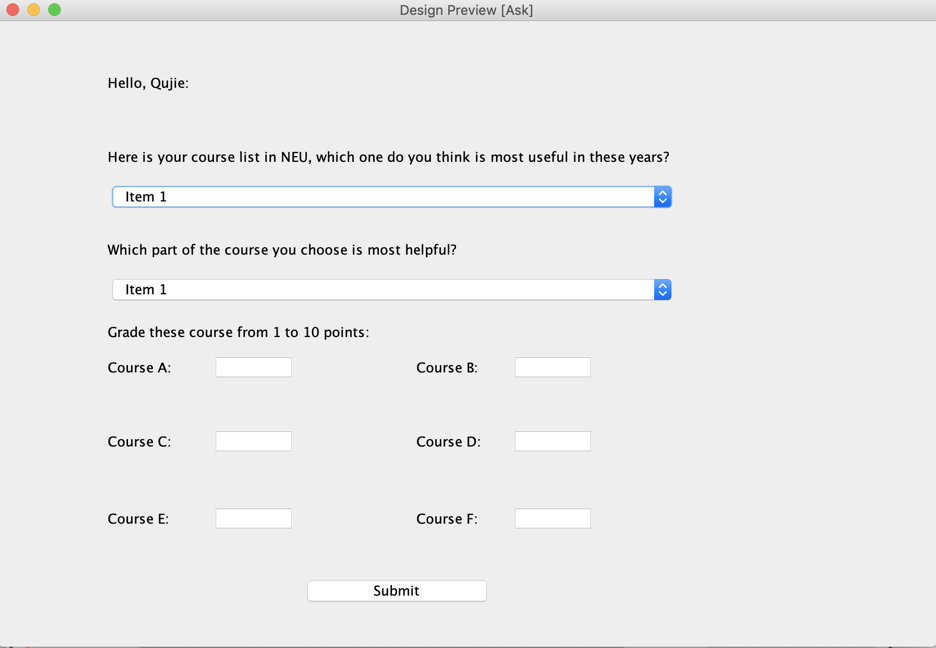 Design Preview [Ask]
Hello, Qujie:
Here is your course list in NEU, which one do you think is most useful in these years?
Item 1
Which part of the course you choose is most helpful?
Item 1
Grade these course from 1 to 10 points:
Course A: Course B:
Course C: Course D:
Course E: Course F:
Submit